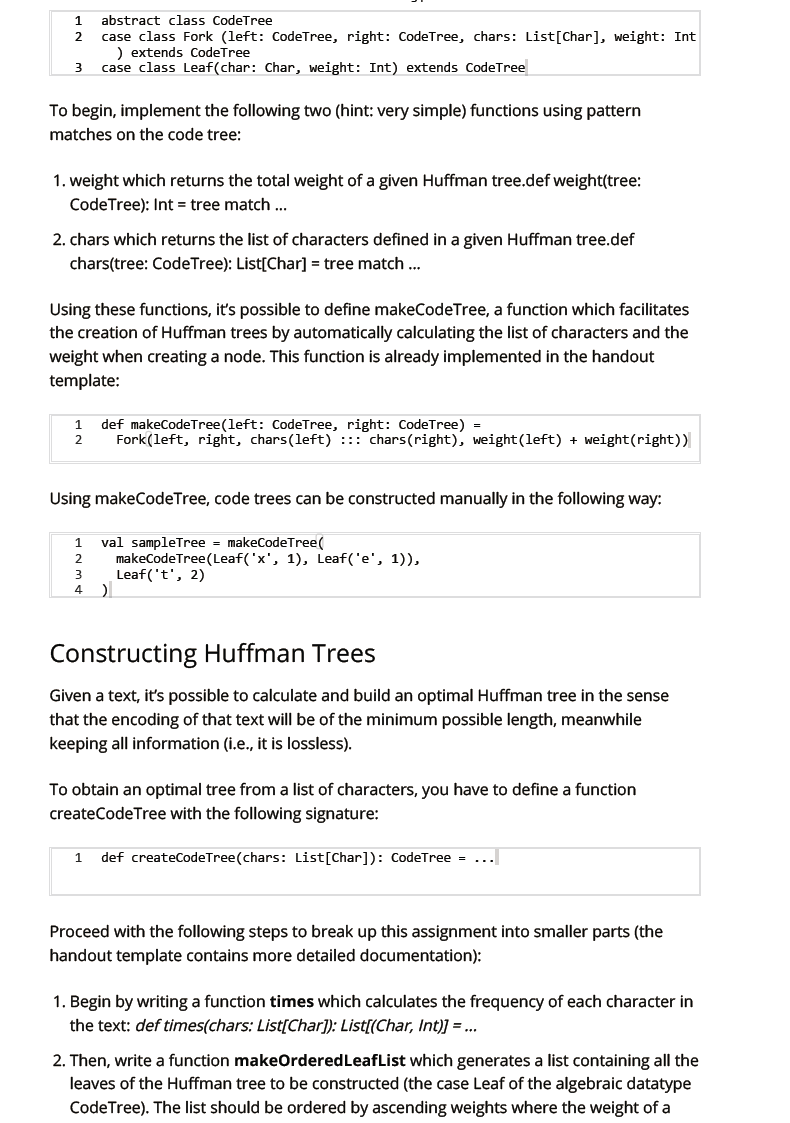 1 abstract class CodeTree
2 case class Fork (left: CodeTree, right: CodeTree, chars: List[Char], weight: Int
) extends CodeTree
3 case class Leaf(char: Char, weight: Int) extends CodeTree
To begin, implement the following two (hint: very simple) functions using pattern
matches on the code tree:
1. weight which returns the total weight of a given Huffman tree.def weight(tree:
CodeTree): Int = tree match ...
2. chars which returns the list of characters defined in a given Huffman tree.def
chars(tree: CodeTree): List[Char] = tree match ...
Using these functions, it's possible to define makeCodeTree, a function which facilitates
the creation of Huffman trees by automatically calculating the list of characters and the
weight when creating a node. This function is already implemented in the handout
template:
1 def makeCodeTree(left: CodeTree, right: CodeTree) =
2 Fork(left, right, chars(left) ::: chars(right), weight(left) + weight(right))
Using makeCodeTree, code trees can be constructed manually in the following way:
1 val sampleTree = makeCodeTree(
2 makeCodeTree(Leaf('x', 1), Leaf('e', 1)),
3 Leaf('t', 2)
4 )
Constructing Huffman Trees
Given a text, it's possible to calculate and build an optimal Huffman tree in the sense
that the encoding of that text will be of the minimum possible length, meanwhile
keeping all information (i.e., it is lossless).
To obtain an optimal tree from a list of characters, you have to define a function
createCodeTree with the following signature:
1 def createCodeTree(chars: List[Char]): CodeTree = ...
Proceed with the following steps to break up this assignment into smaller parts (the
handout template contains more detailed documentation):
1. Begin by writing a function times which calculates the frequency of each character in
the text: def times(chars: List[Char]): List[(Char, Int)] = ...
2. Then, write a function makeOrderedLeafList which generates a list containing all the
leaves of the Huffman tree to be constructed (the case Leaf of the algebraic datatype
CodeTree). The list should be ordered by ascending weights where the weight of a